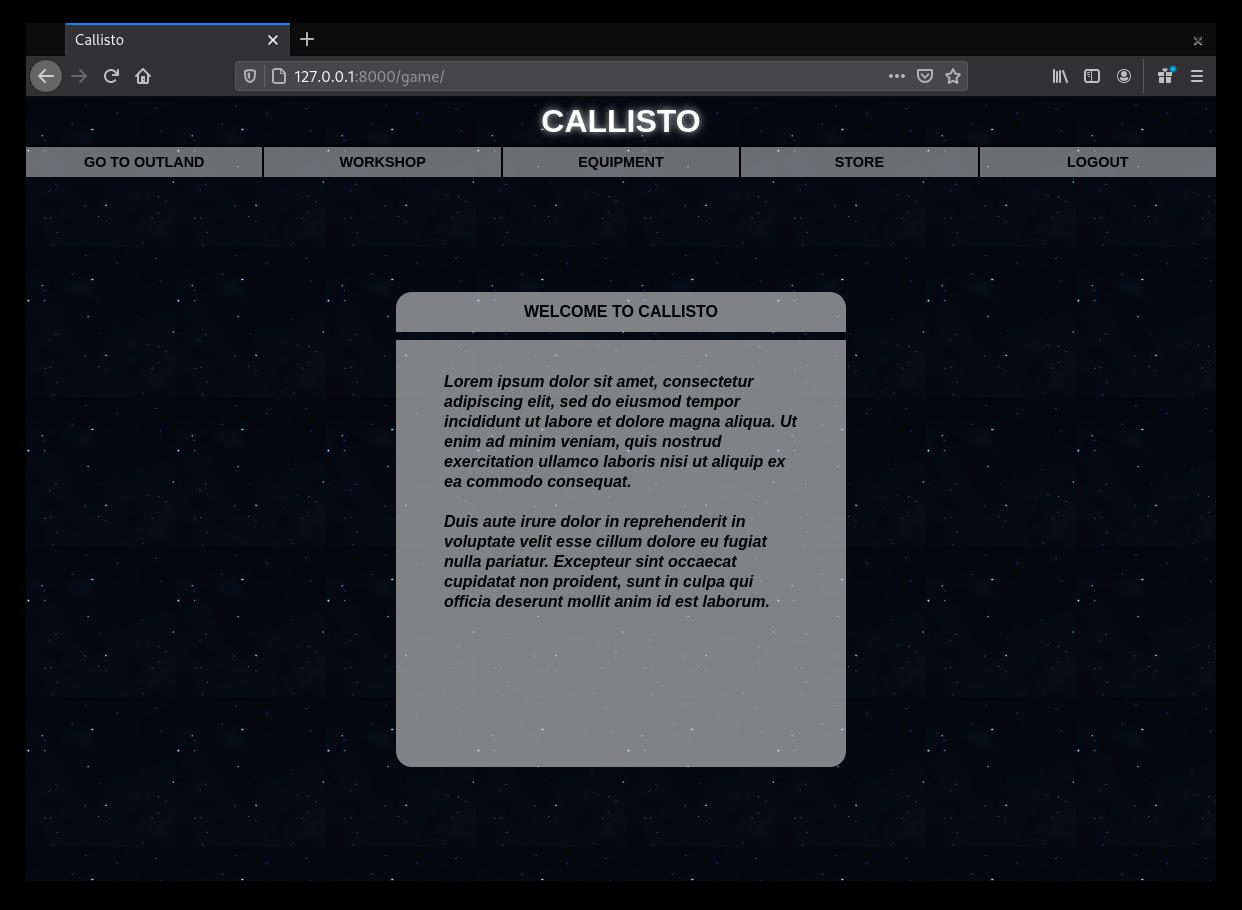 Callisto
127.0.0.1:8000/game/
CALLISTO
GO TO OUTLAND
WORKSHOP
EQUIPMENT
STORE
LOGOUT
WELCOME TO CALLISTO
Lorem ipsum dolor sit amet, consectetur
adipiscing elit, sed do eiusmod tempor
incididunt ut labore et dolore magna aliqua. Ut
enim ad minim veniam, quis nostrud
exercitation ullamco laboris nisi ut aliquip ex
ea commodo consequat.
Duis aute irure dolor in reprehenderit in
voluptate velit esse cillum dolore eu fugiat
nulla pariatur. Excepteur sint occaecat
cupidatat non proident, sunt in culpa qui
officia deserunt mollit anim id est laborum.